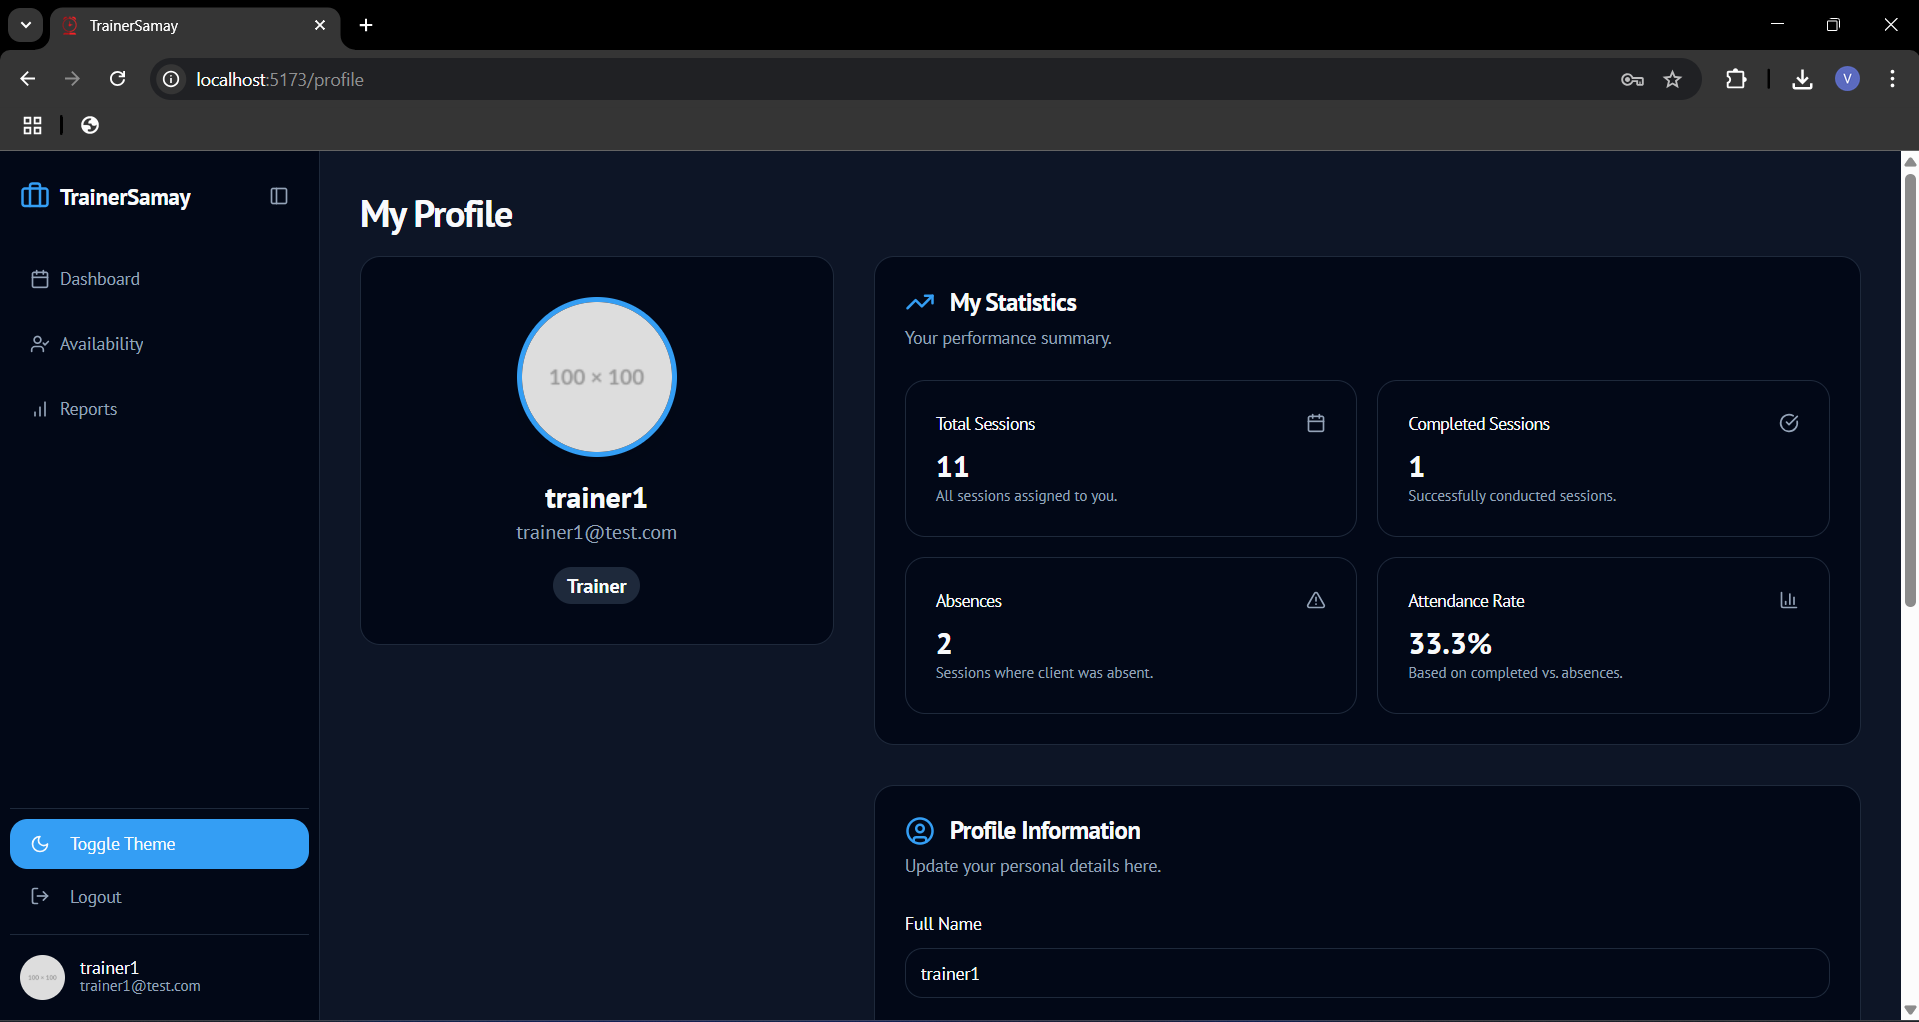 TrainerSamay
localhost:5173/profile
V
TrainerSamay
Dashboard
Availability
Reports
Toggle Theme
Logout
100 × 100
trainer1
trainer1@test.com
My Profile
100 × 100
trainer1
trainer1@test.com
Trainer
My Statistics
Your performance summary.
Total Sessions
11
All sessions assigned to you.
Completed Sessions
1
Successfully conducted sessions.
Absences
2
Sessions where client was absent.
Attendance Rate
33.3%
Based on completed vs. absences.
Profile Information
Update your personal details here.
Full Name
trainer1